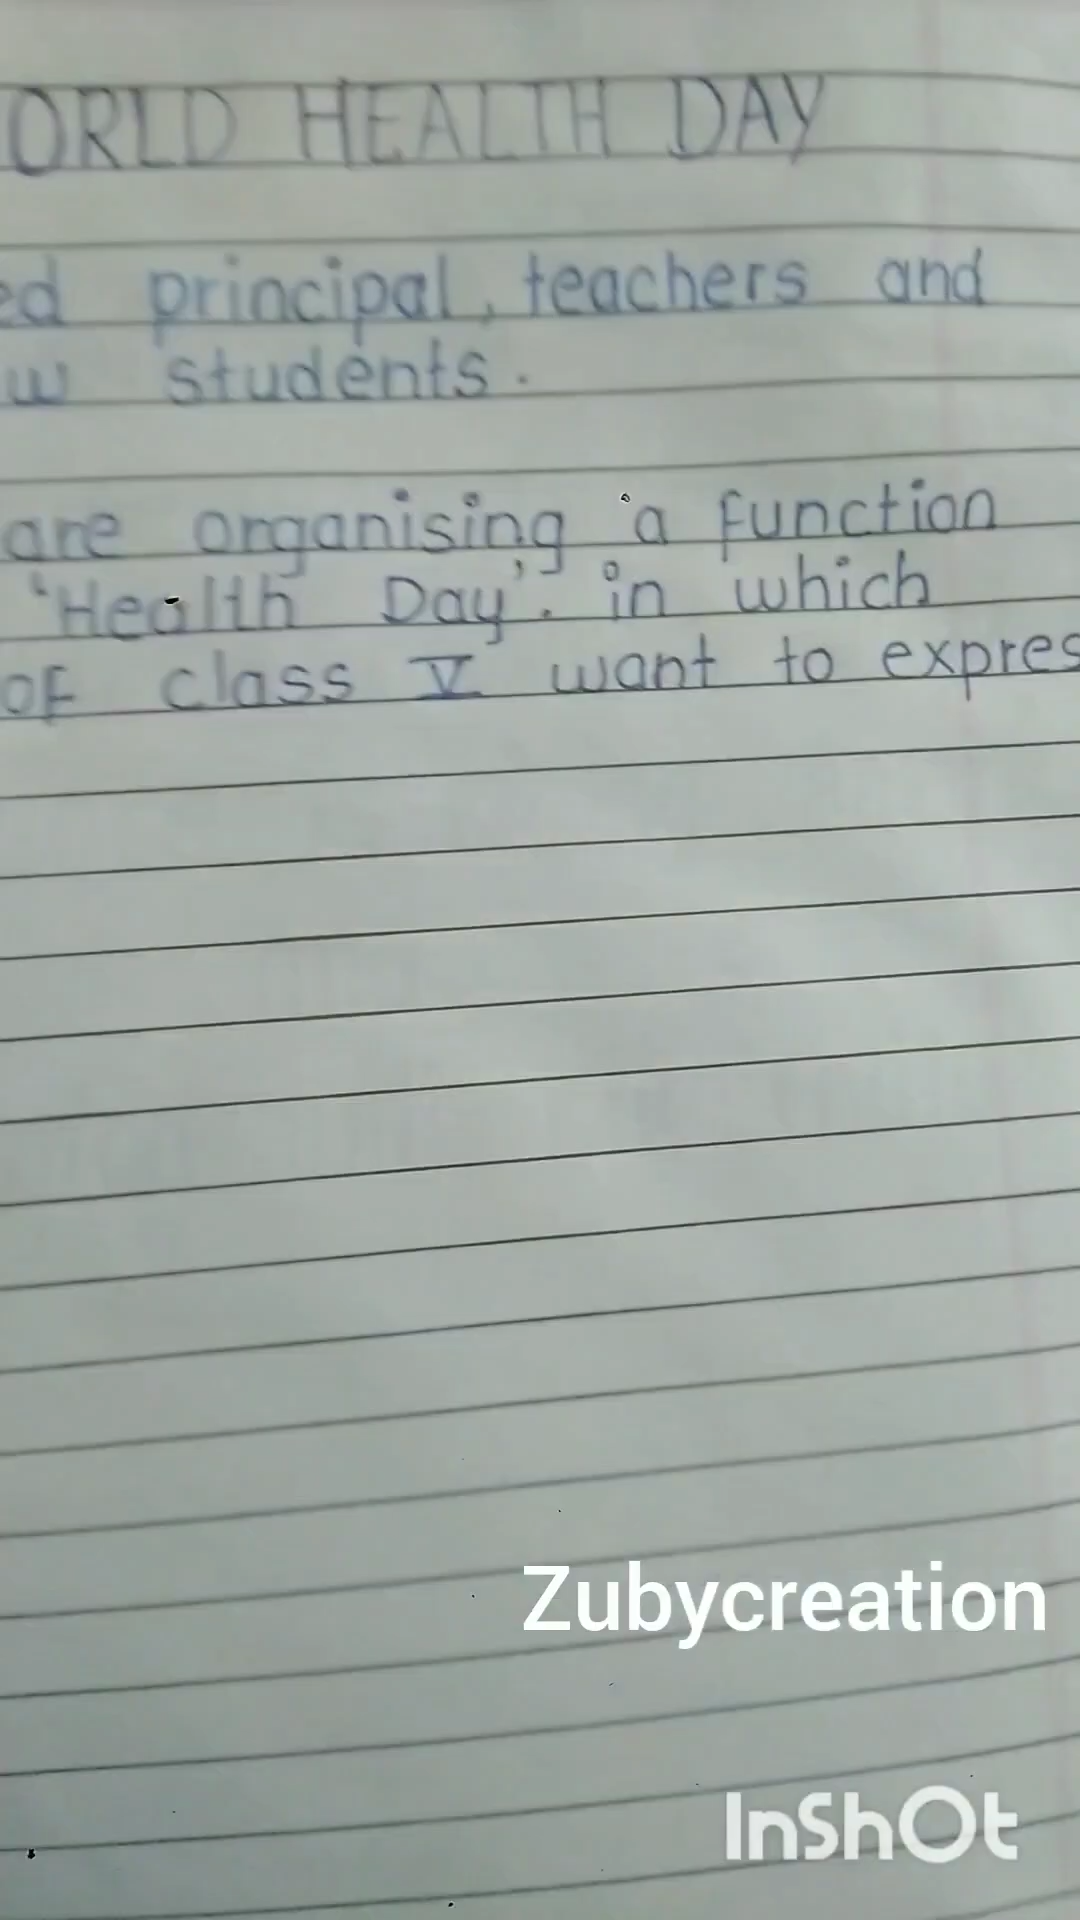 ORLD HEALTH DAY
ed principal, teachers and
w students.
are organising a function
'Health Day'. in which
of class V want to expres
Zubycreation
InShOt